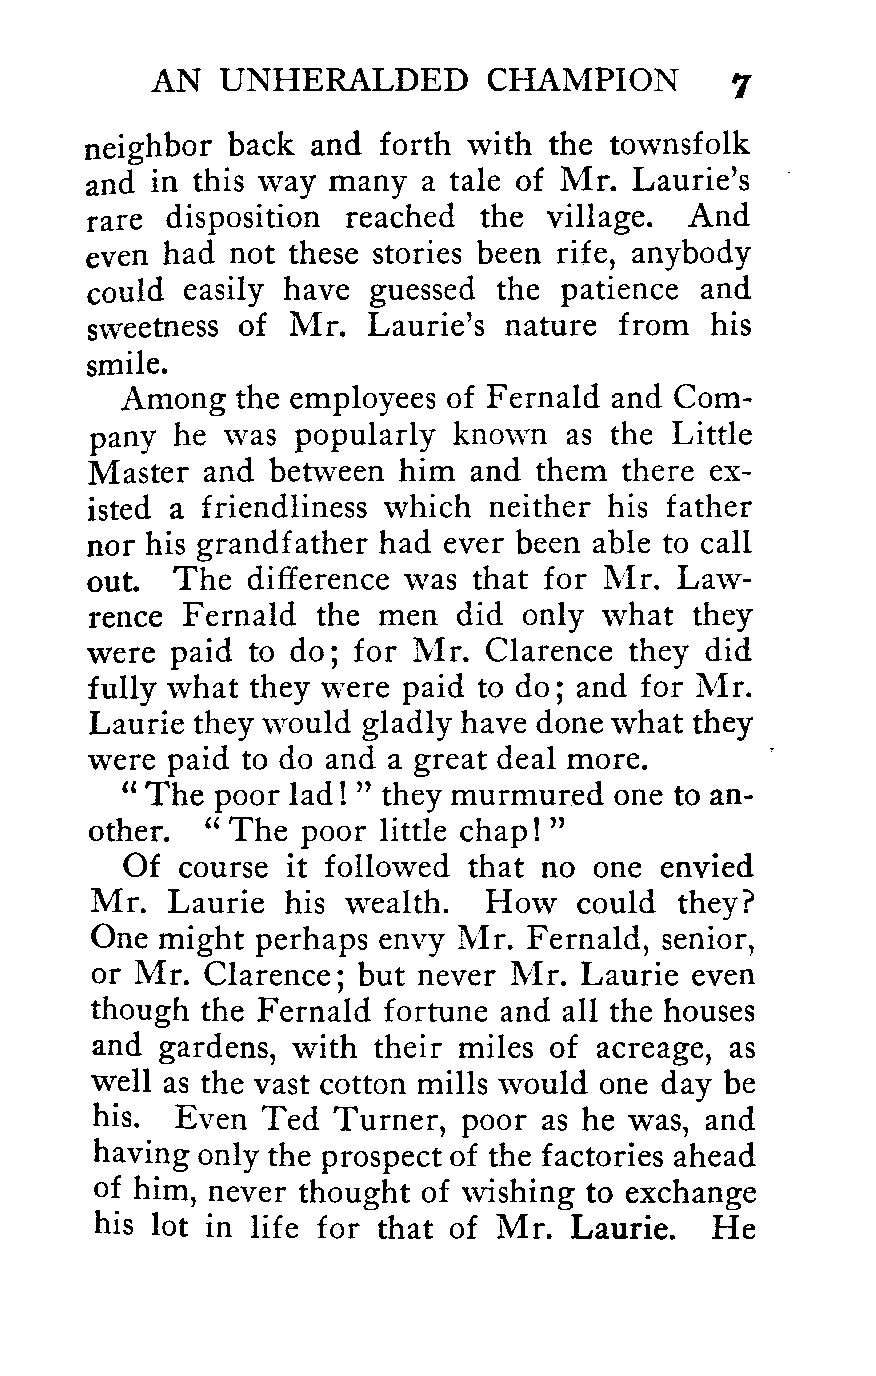 AN UNHERALDED CHAMPION 7
neighbor back and forth with the townsfolk
and in this way many a tale of Mr. Laurie's
rare disposition reached the village. And
even had not these stories been rife, anybody
could easily have guessed the patience and
sweetness of Mr. Laurie's nature from his
smile.
Among the employees of Fernald and Com-
pany he was popularly known as the Little
Master and between him and them there ex-
isted a friendliness which neither his father
nor his grandfather had ever been able to call
out. The difference was that for Mr. Law-
rence Fernald the men did only what they
were paid to do; for Mr. Clarence they did
fully what they were paid to do; and for Mr.
Laurie they would gladly have done what they
were paid to do and a great deal more.
" The poor lad! " they murmured one to an-
other. " The poor little chap! "
Of course it followed that no one envied
Mr. Laurie his wealth. How could they?
One might perhaps envy Mr. Fernald, senior,
or Mr. Clarence; but never Mr. Laurie even
though the Fernald fortune and all the houses
and gardens, with their miles of acreage, as
well as the vast cotton mills would one day be
his. Even Ted Turner, poor as he was, and
having only the prospect of the factories ahead
of him, never thought of wishing to exchange
his lot in life for that of Mr. Laurie. He